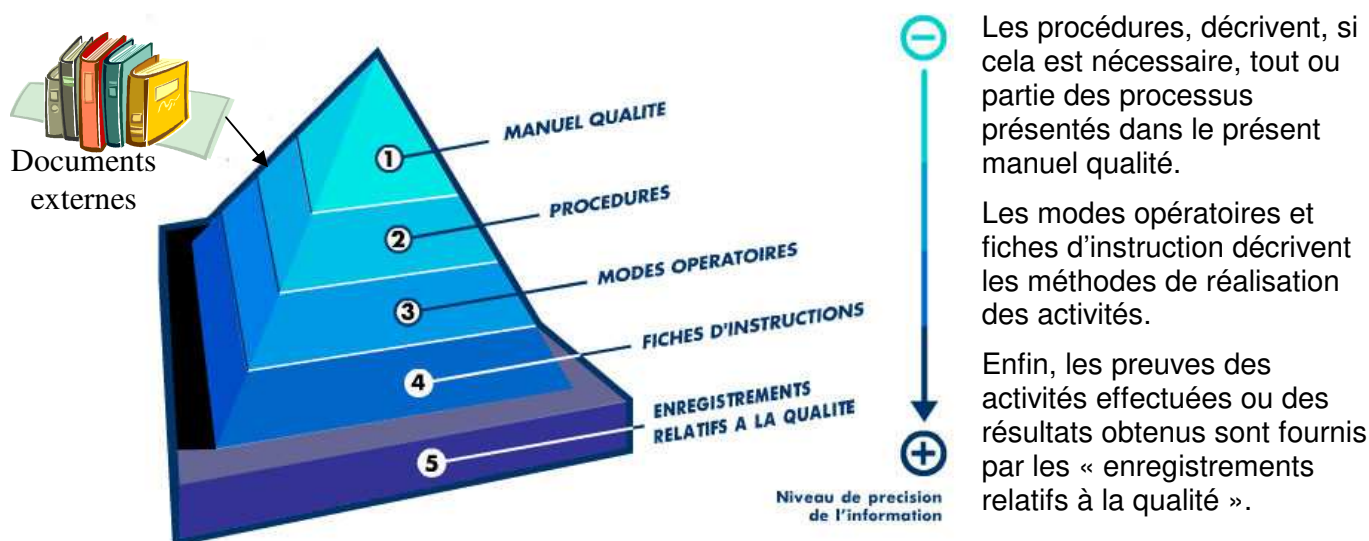 Documents
externes
1
MANUEL QUALITE
2
PROCEDURES
3
MODES OPERATOIRES
4
FICHES D'INSTRUCTIONS
5
ENREGISTREMENTS
RELATIFS A LA QUALITE
Niveau de precision
de l'information
Les procédures, décrivent, si
cela est nécessaire, tout ou
partie des processus
présentés dans le présent
manuel qualité.
Les modes opératoires et
fiches d'instruction décrivent
les méthodes de réalisation
des activités.
Enfin, les preuves des
activités effectuées ou des
résultats obtenus sont fournis
par les « enregistrements
relatifs à la qualité ».